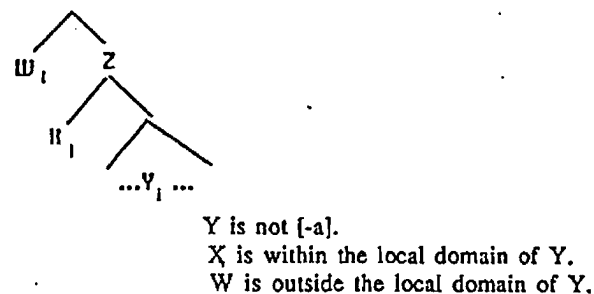 W i
Z
X i
...Y i ...
Y is not [-a].
X is within the local domain of Y.
W is outside the local domain of Y.